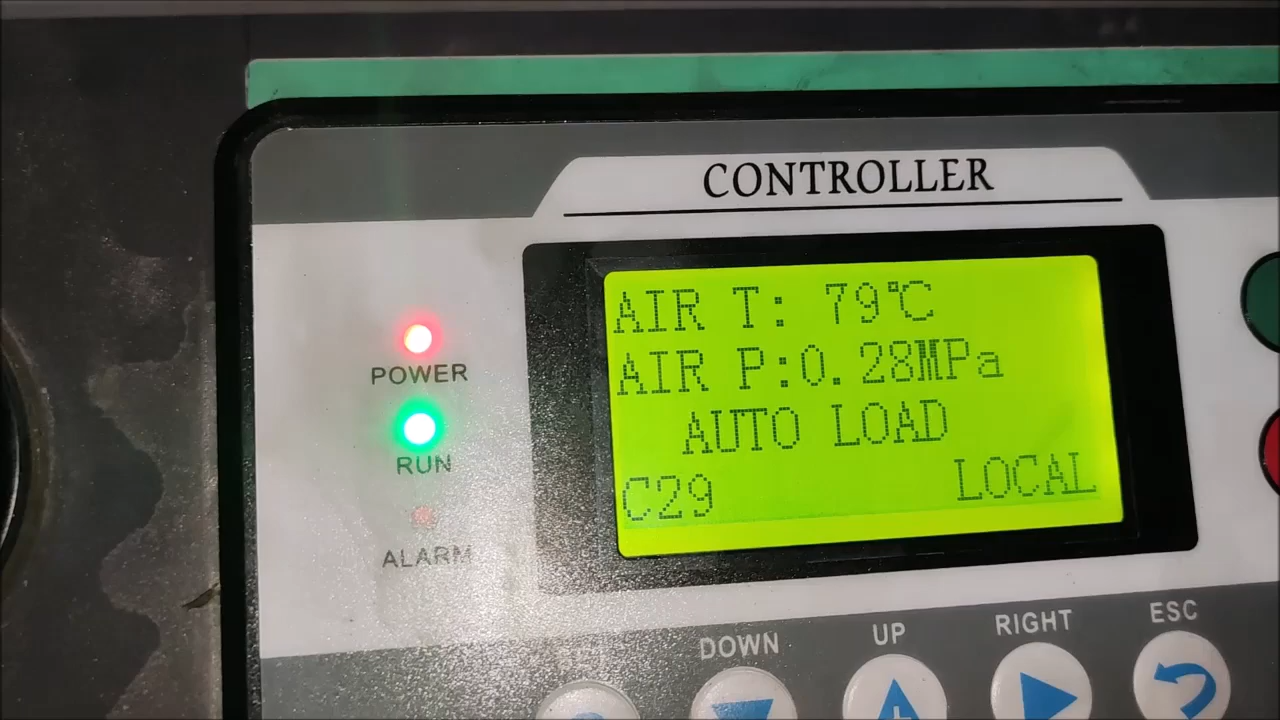 CONTROLLER
AIR T: 79℃
AIR P:0.28MPa
AUTO LOAD
C29 LOCAL
POWER
RUN
ALARM
DOWN
UP
RIGHT
ESC